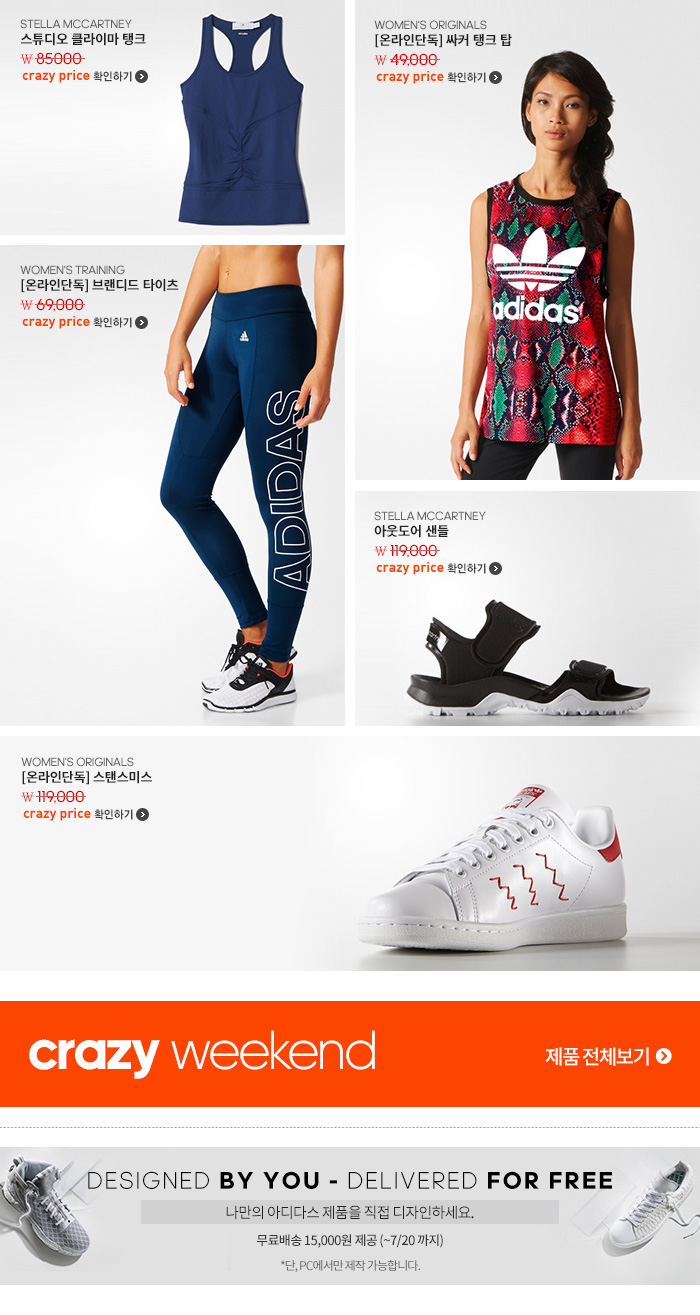 STELLA MCCARTNEY
스튜디오 클라이마 탱크
₩ 85000
crazy price 확인하기
WOMEN'S ORIGINALS
[온라인단독] 싸커 탱크 탑
₩ 49,000
crazy price 확인하기
adidas
WOMEN'S TRAINING
[온라인단독] 브랜디드 타이츠
₩ 69,000
crazy price 확인하기
adidas
ADIDAS
STELLA MCCARTNEY
아웃도어 샌들
₩ 119,000
crazy price 확인하기
WOMEN'S ORIGINALS
[온라인단독] 스탠스미스
₩ 119,000
crazy price 확인하기
crazy weekend
제품 전체보기
DESIGNED BY YOU - DELIVERED FOR FREE
나만의 아디다스 제품을 직접 디자인하세요.
무료배송 15,000원 제공 (~7/20 까지)
*단, PC에서만 제작 가능합니다.